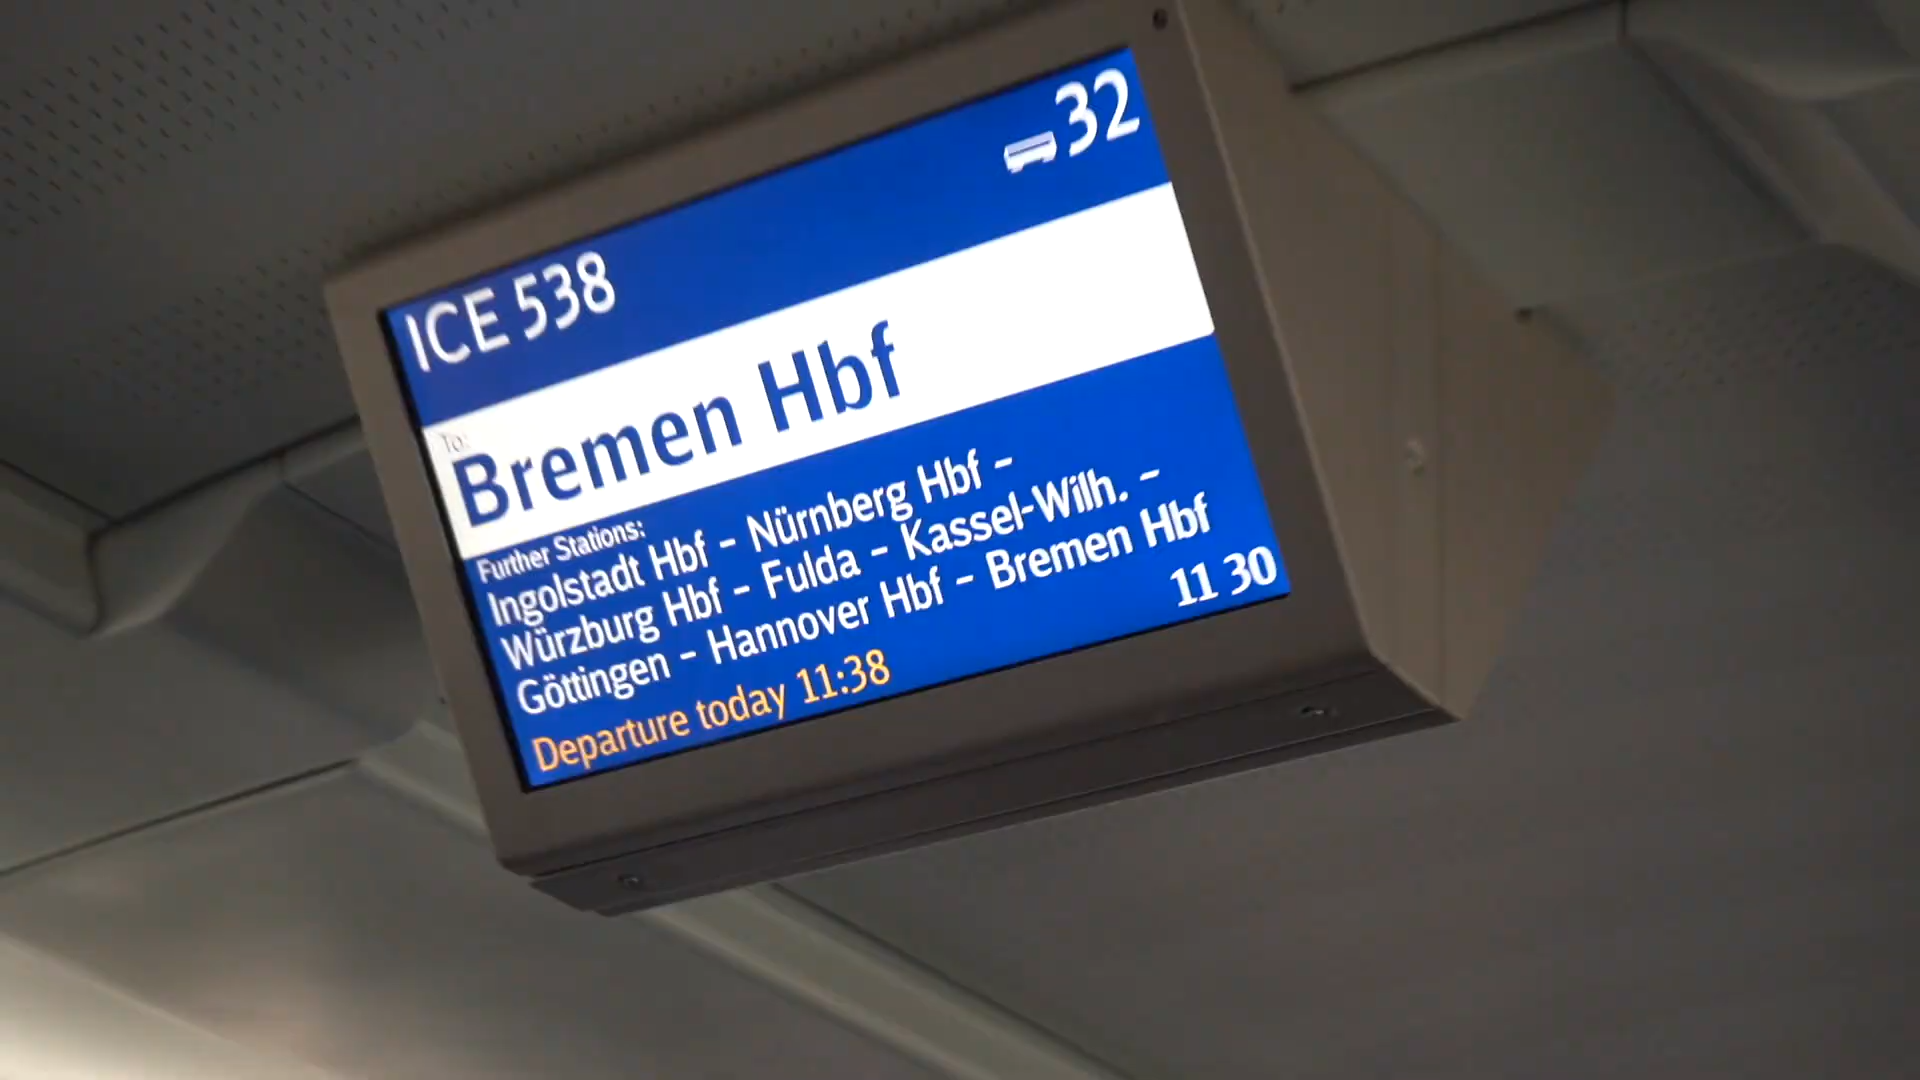 ICE 538 32
To:
Bremen Hbf
Further Stations:
Ingolstadt Hbf – Nürnberg Hbf –
Würzburg Hbf – Fulda – Kassel-Wilh. –
Göttingen – Hannover Hbf – Bremen Hbf
11 30
Departure today 11:38